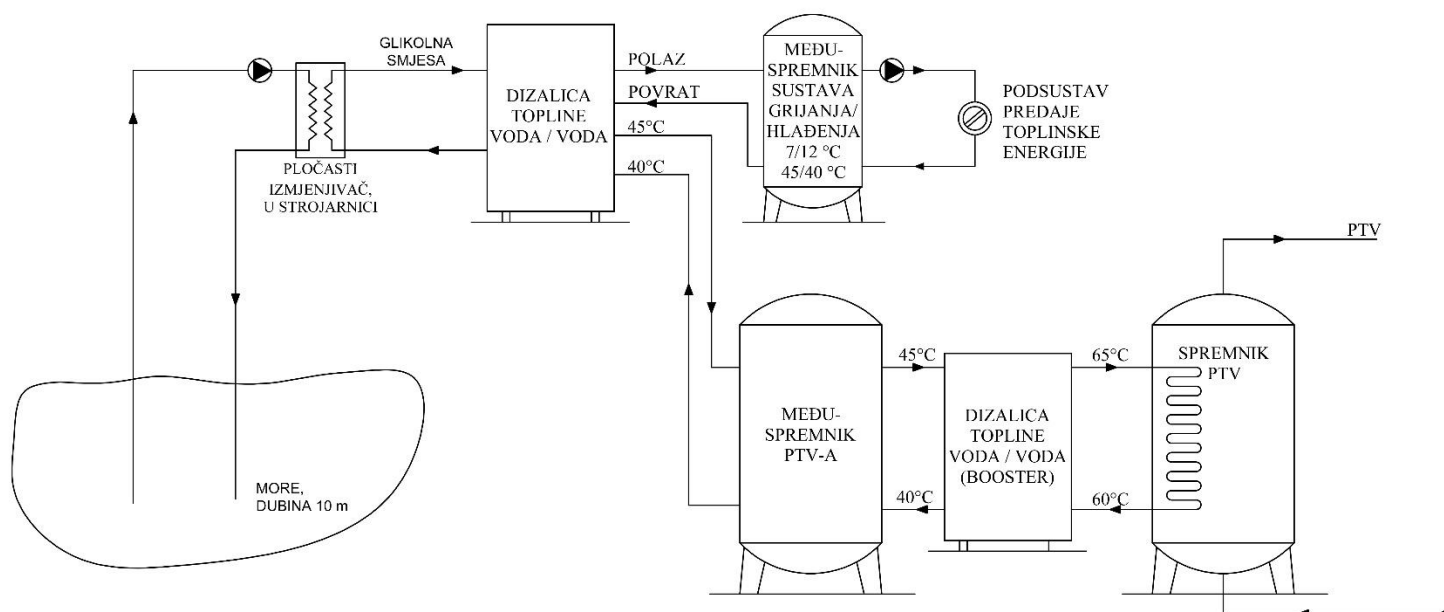 GLIKOLNA
SMJESA
DIZALICA
TOPLINE
VODA / VODA
POLAZ
POVRAT
45°C
40°C
MEĐU-
SPREMNIK
SUSTAVA
GRIJANJA/
HLAĐENJA
7/12 °C
45/40 °C
PODSUSTAV
PREDAJE
TOPLINSKE
ENERGIJE
PLOČASTI
IZMJENJIVAČ,
U STROJARNICI
PTV
MORE,
DUBINA 10 m
MEĐU-
SPREMNIK
PTV-A
45°C
40°C
DIZALICA
TOPLINE
VODA / VODA
(BOOSTER)
65°C
60°C
SPREMNIK
PTV